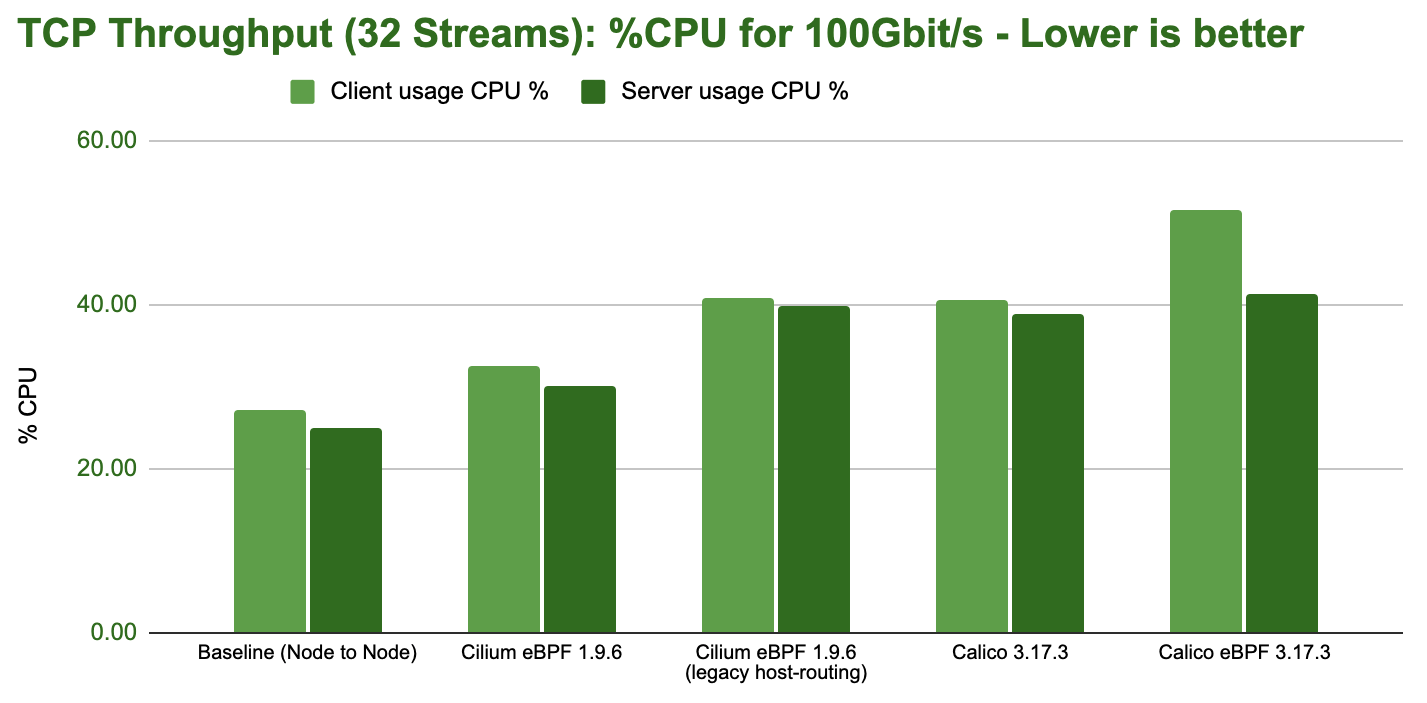 TCP Throughput (32 Streams): %CPU for 100Gbit/s - Lower is better
Client usage CPU %
Server usage CPU %
60.00
40.00
20.00
0.00
% CPU
Baseline (Node to Node)
Cilium eBPF 1.9.6
Cilium eBPF 1.9.6
(legacy host-routing)
Calico 3.17.3
Calico eBPF 3.17.3